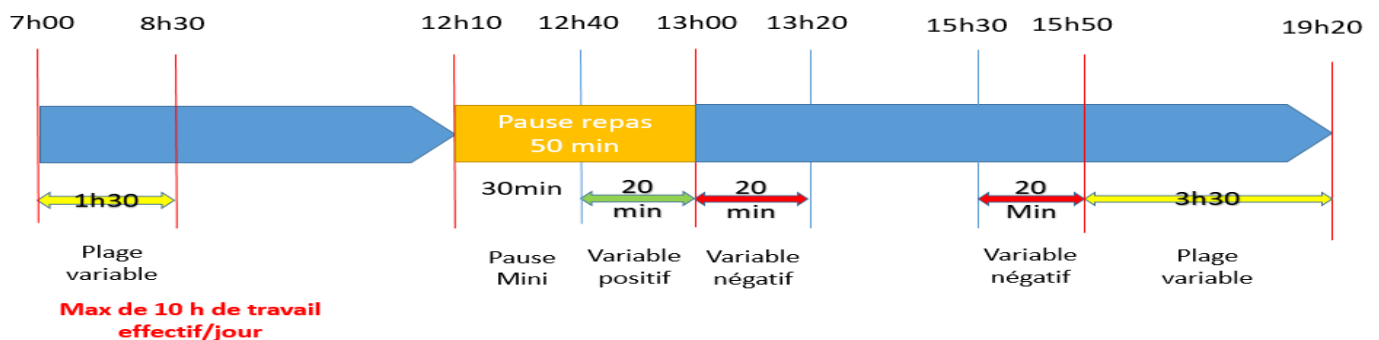 7h00 8h30 12h10 12h40 13h00 13h20 15h30 15h50 19h20
Pause repas
50 min
1h30
30min
20
min
20
min
20
Min
3h30
Plage
variable
Pause
Mini
Variable
positif
Variable
négatif
Variable
négatif
Plage
variable
Max de 10 h de travail
effectif/jour